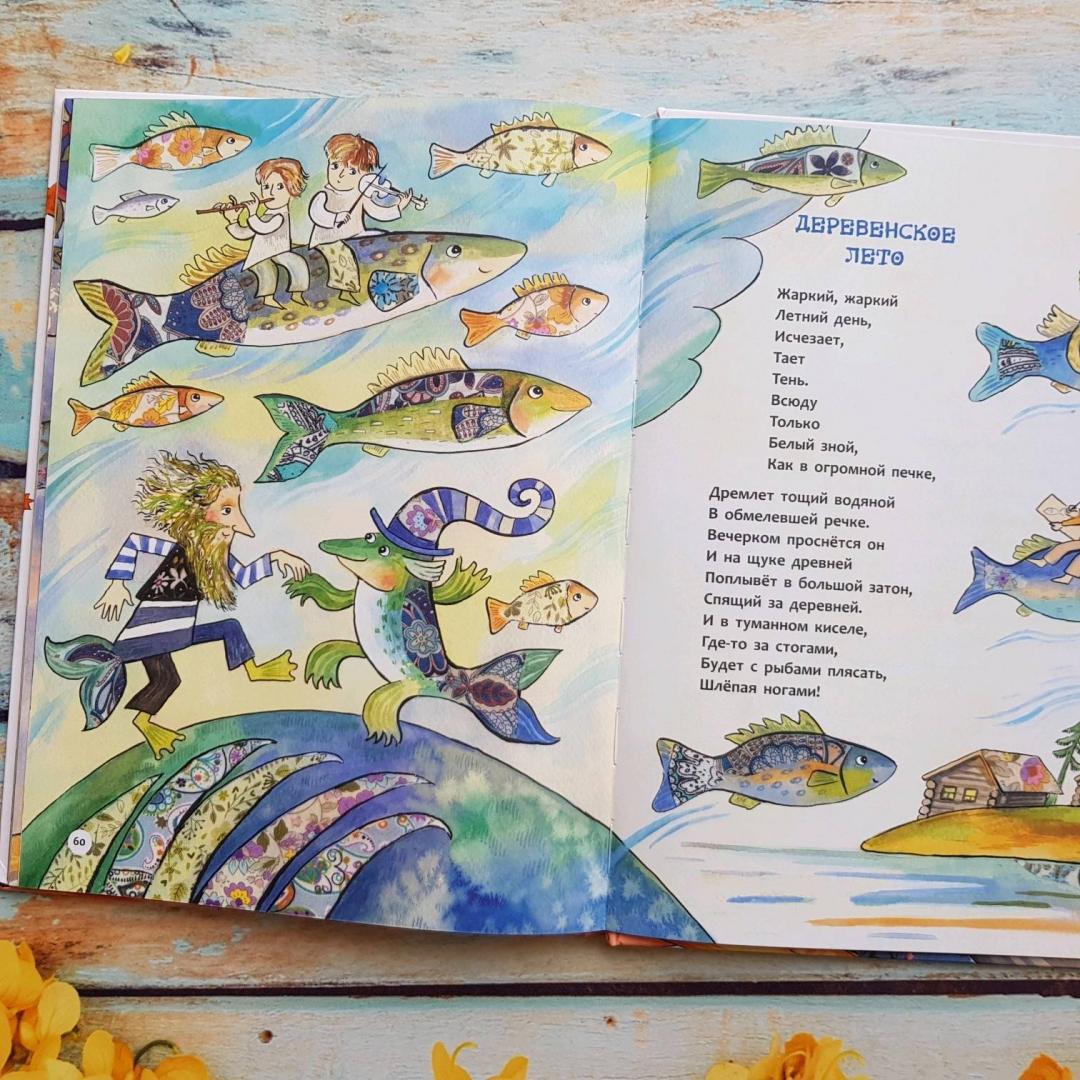 60
ДЕРЕВЕНСКОЕ
ЛЕТО
Жаркий, жаркий
Летний день,
Исчезает,
Тает
Тень.
Всюду
Только
Белый зной,
Как в огромной печке,
Дремлет тощий водяной
В обмелевшей речке.
Вечерком проснётся он
И на щуке древней
Поплывёт в большой затон,
Спящий за деревней.
И в туманном киселе,
Где-то за стогами,
Будет с рыбами плясать,
Шлёпая ногами!